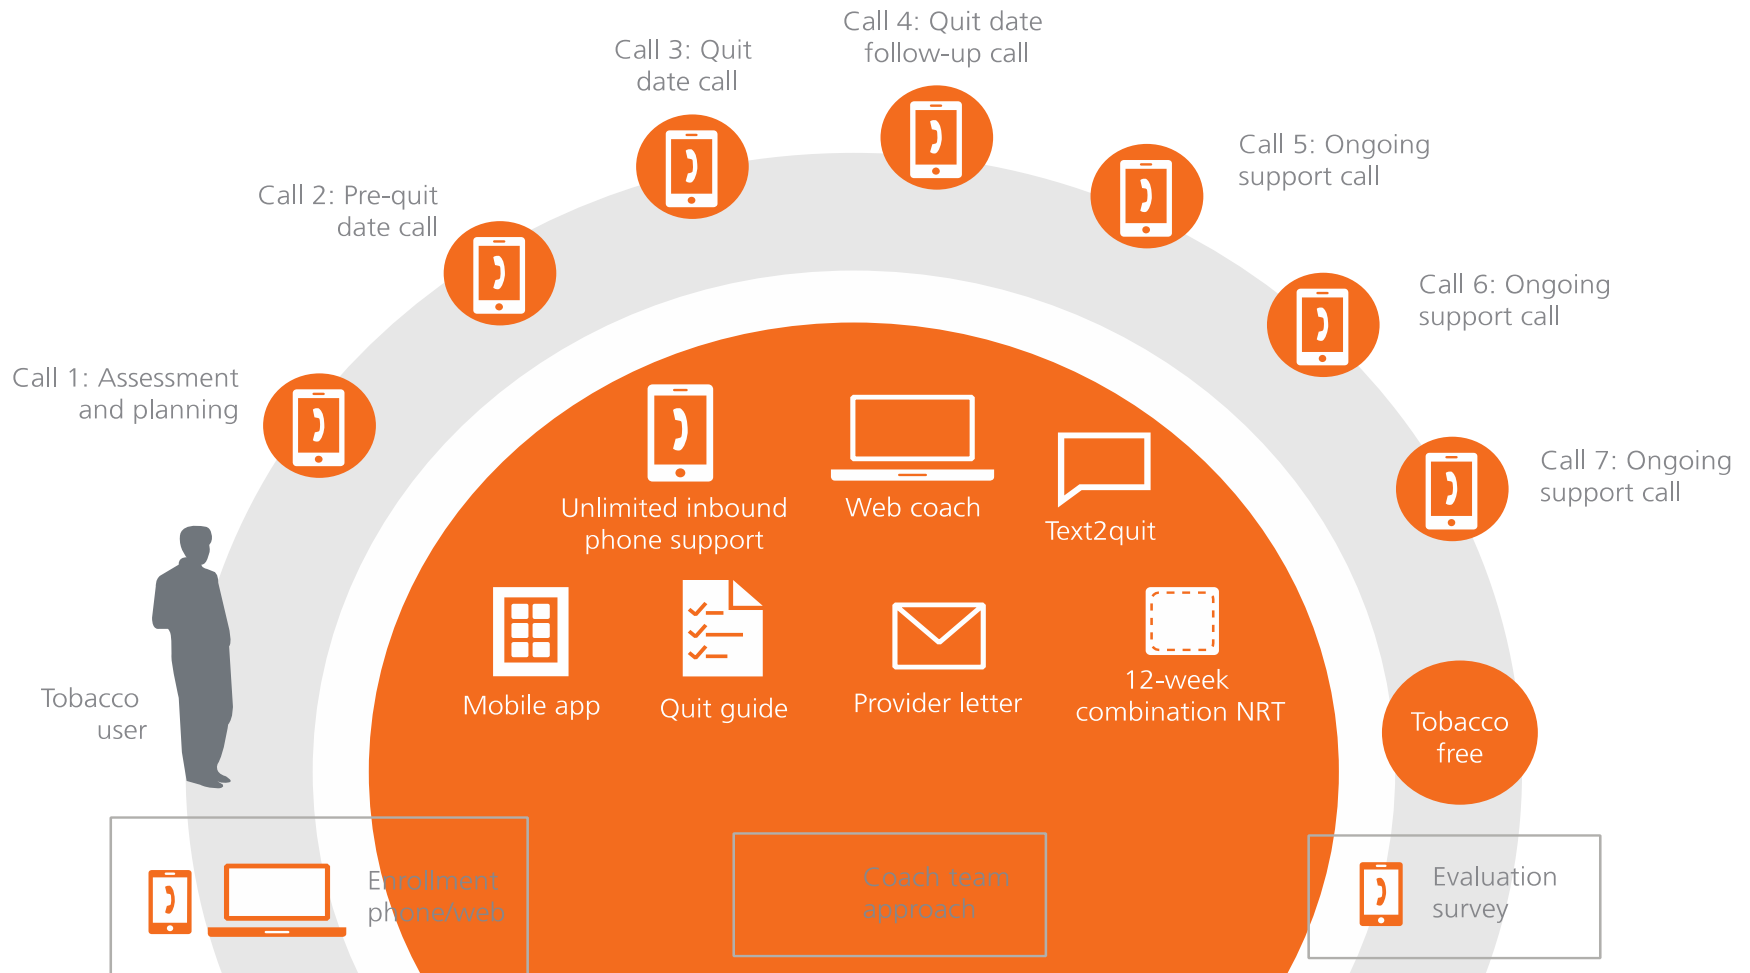 Call 4: Quit date
follow-up call
Call 3: Quit
date call
Call 5: Ongoing
support call
Call 2: Pre-quit
date call
Call 6: Ongoing
support call
Call 1: Assessment
and planning
Call 7: Ongoing
support call
Unlimited inbound
phone support
Web coach
Text2quit
Mobile app
Quit guide
Provider letter
12-week
combination NRT
Tobacco
user
Tobacco
free
Enrollment
phone/web
Coach team
approach
Evaluation
survey